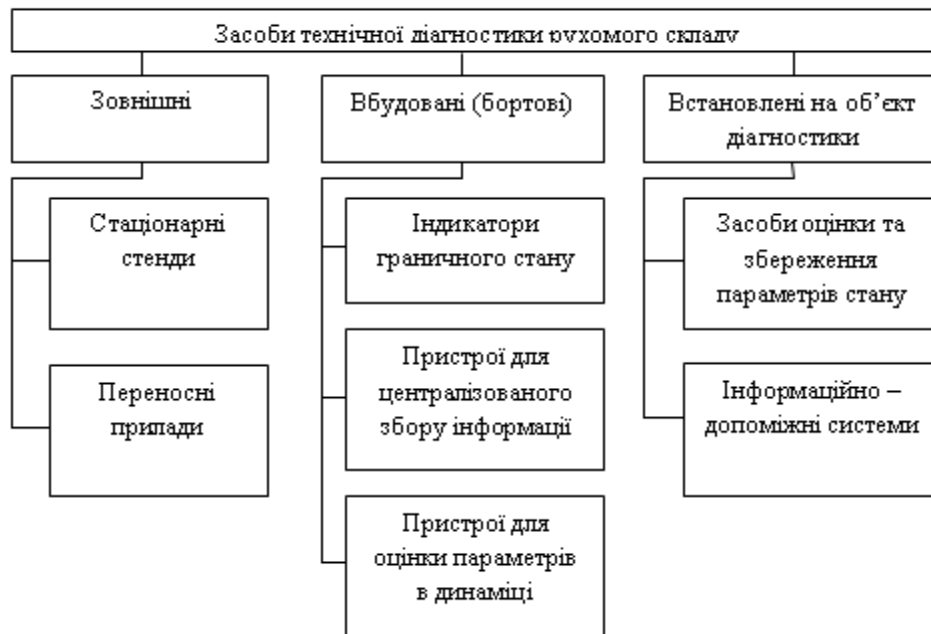 Засоби технічної діагностики рухомого складу
Зовнішні
Вбудовані (бортові)
Встановлені на об’єкт
діагностики
Стаціонарні
стенди
Переносні
прилади
Індикатори
граничного стану
Пристрої для
централізованого
збору інформації
Пристрої для
оцінки параметрів
в динаміці
Засоби оцінки та
збереження
параметрів стану
Інформаційно –
допоміжні системи